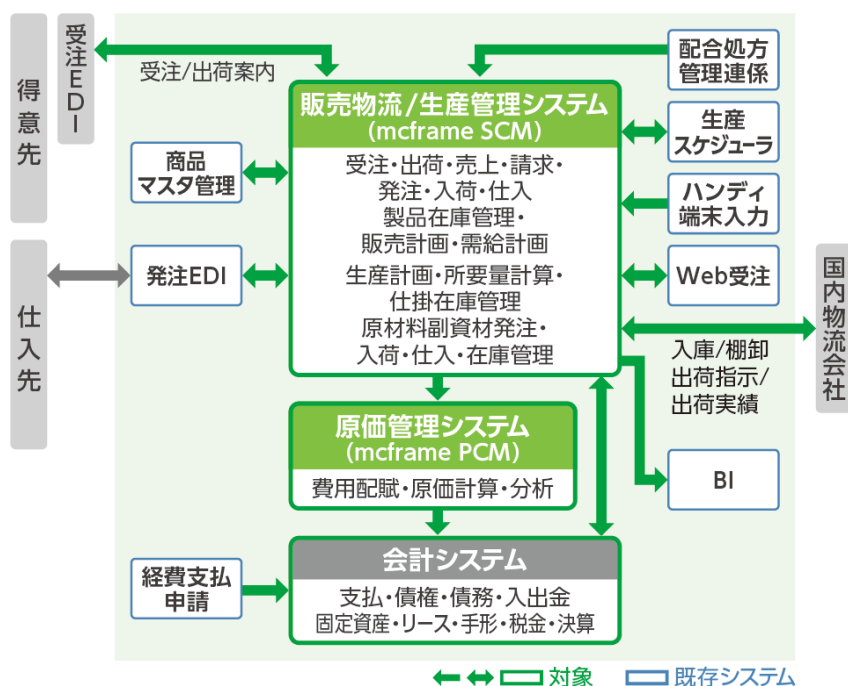 得意先
受注EDI
受注/出荷案内
配合処方
管理連係
販売物流/生産管理システム
(mcframe SCM)
受注・出荷・売上・請求・
発注・入荷・仕入
製品在庫管理・
販売計画・需給計画
生産計画・所要量計算・
仕掛在庫管理
原材料副資材発注・
入荷・仕入・在庫管理
商品
マスタ管理
生産
スケジューラ
ハンディ
端末入力
仕入先
発注EDI
Web受注
国内物流会社
入庫/棚卸
出荷指示/
出荷実績
原価管理システム
(mcframe PCM)
費用配賦・原価計算・分析
BI
会計システム
支払・債権・債務・入出金
固定資産・リース・手形・税金・決算
経費支払
申請
対象
既存システム